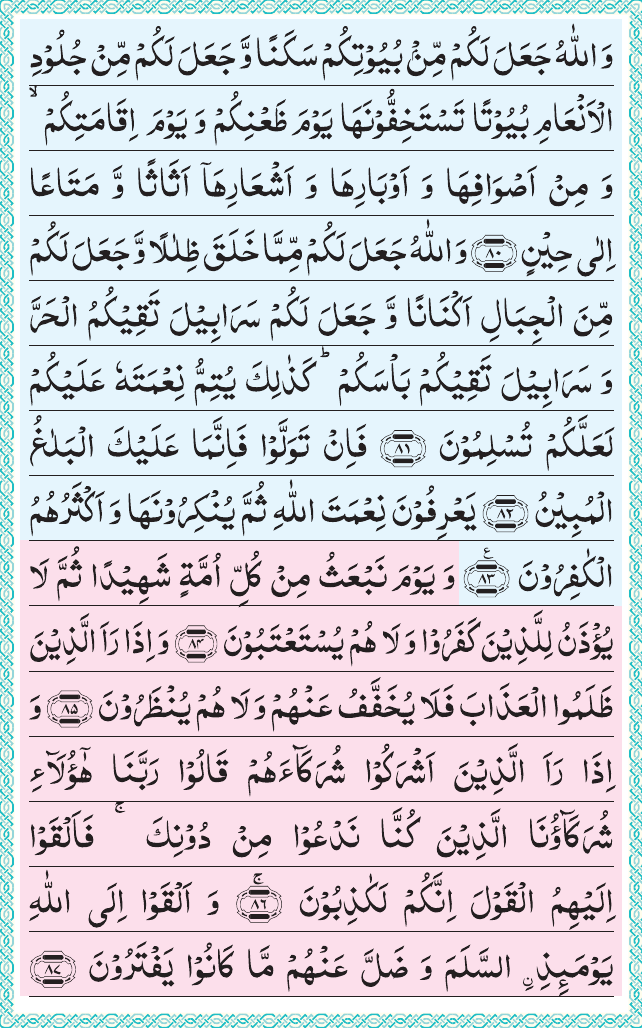 وَاللّٰهُ جَعَلَ لَكُمْ مِّنْۢ بُيُوْتِكُمْ سَكَنًا وَّجَعَلَ لَكُمْ مِّنْ جُلُوْدِ
الْاَنْعَامِ بُيُوْتًا تَسْتَخِفُّوْنَهَا يَوْمَ ظَعْنِكُمْ وَ يَوْمَ اِقَامَتِكُمْ ۙ
وَ مِنْ اَصْوَافِهَا وَ اَوْبَارِهَا وَ اَشْعَارِهَاۤ اَثَاثًا وَّ مَتَاعًا
اِلٰى حِيْنٍ ۝۸۰ وَاللّٰهُ جَعَلَ لَكُمْ مِّمَّا خَلَقَ ظِلٰلًا وَّجَعَلَ لَكُمْ
مِّنَ الْجِبَالِ اَكْنَانًا وَّ جَعَلَ لَكُمْ سَرَابِيْلَ تَقِيْكُمُ الْحَرَّ
وَ سَرَابِيْلَ تَقِيْكُمْ بَاْسَكُمْ ؕ كَذٰلِكَ يُتِمُّ نِعْمَتَهٗ عَلَيْكُمْ
لَعَلَّكُمْ تُسْلِمُوْنَ ۝۸۱ فَاِنْ تَوَلَّوْا فَاِنَّمَا عَلَيْكَ الْبَلٰغُ
الْمُبِيْنُ ۝۸۲ يَعْرِفُوْنَ نِعْمَتَ اللّٰهِ ثُمَّ يُنْكِرُوْنَهَا وَ اَكْثَرُهُمُ
الْكٰفِرُوْنَ ۝۸۳ ع وَ يَوْمَ نَبْعَثُ مِنْ كُلِّ اُمَّةٍ شَهِيْدًا ثُمَّ لَا
يُؤْذَنُ لِلَّذِيْنَ كَفَرُوْا وَ لَا هُمْ يُسْتَعْتَبُوْنَ ۝۸۴ وَ اِذَا رَاَ الَّذِيْنَ
ظَلَمُوا الْعَذَابَ فَلَا يُخَفَّفُ عَنْهُمْ وَ لَا هُمْ يُنْظَرُوْنَ ۝۸۵ وَ
اِذَا رَاَ الَّذِيْنَ اَشْرَكُوْا شُرَكَآءَهُمْ قَالُوْا رَبَّنَا هٰۤؤُلَآءِ
شُرَكَآؤُنَا الَّذِيْنَ كُنَّا نَدْعُوْا مِنْ دُوْنِكَ ۚ فَاَلْقَوْا
اِلَيْهِمُ الْقَوْلَ اِنَّكُمْ لَكٰذِبُوْنَ ۝۸۶ۚ وَ اَلْقَوْا اِلَى اللّٰهِ
يَوْمَىِٕذِ ۨالسَّلَمَ وَ ضَلَّ عَنْهُمْ مَّا كَانُوْا يَفْتَرُوْنَ ۝۸۷